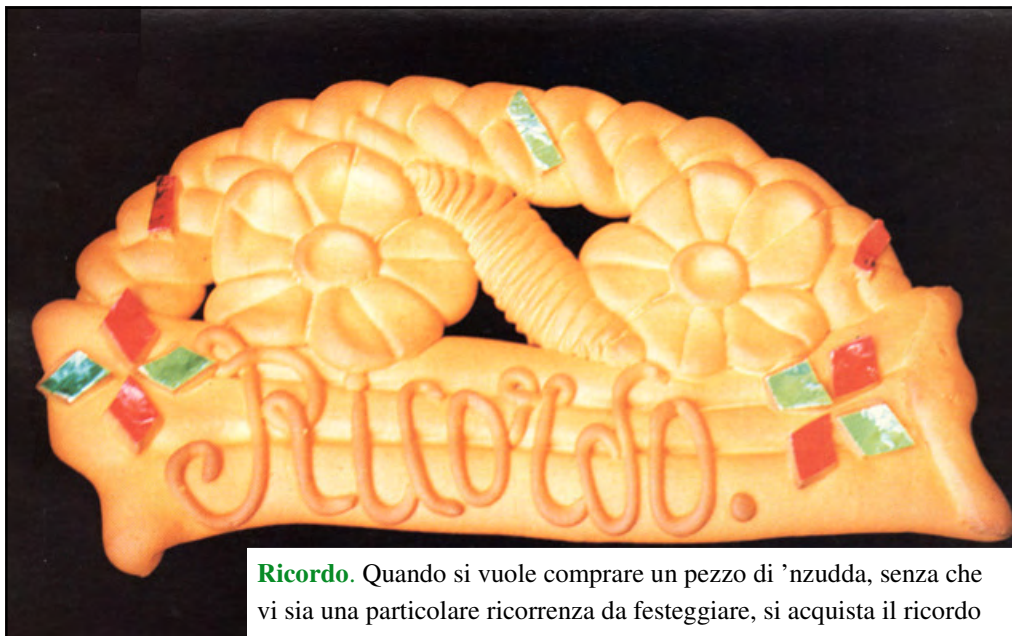 Ricordo.
Ricordo. Quando si vuole comprare un pezzo di ’nzudda, senza che
vi sia una particolare ricorrenza da festeggiare, si acquista il ricordo